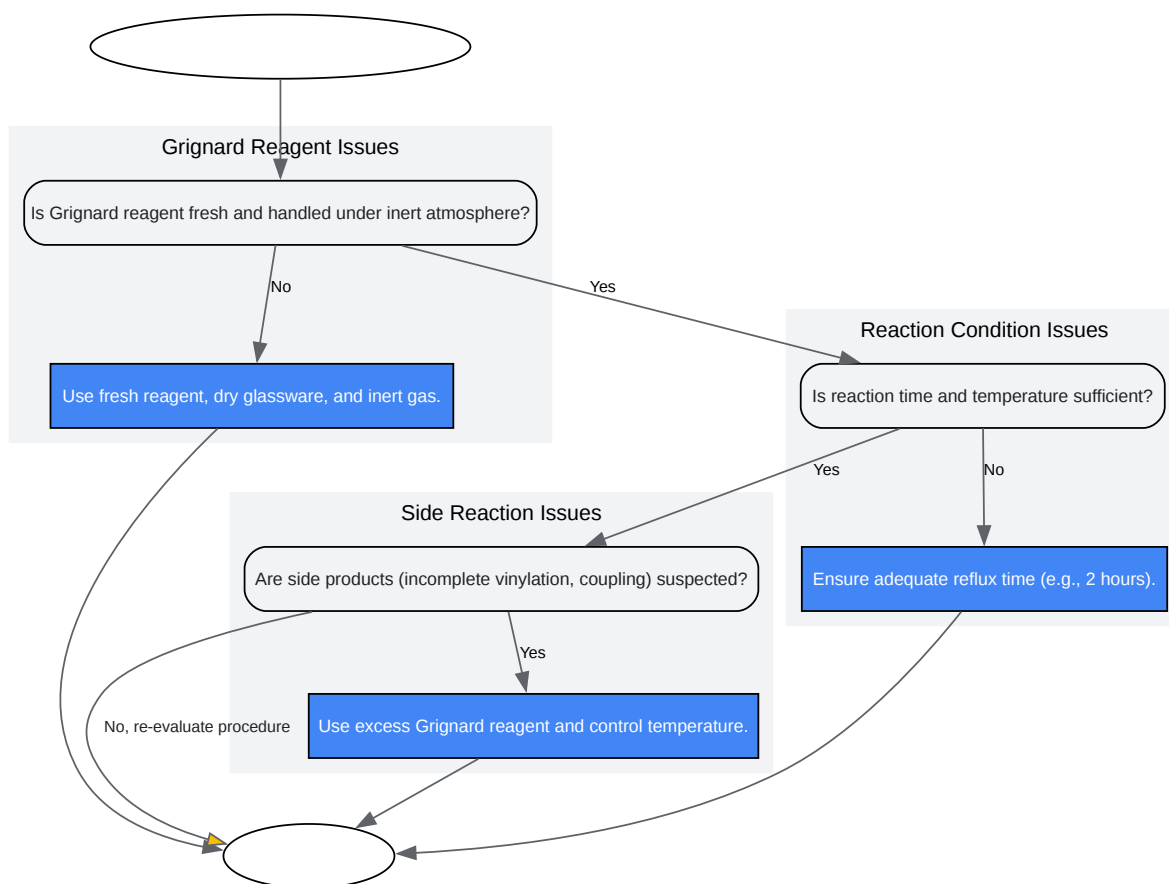 Grignard Reagent Issues
Is Grignard reagent fresh and handled under inert atmosphere?
No
Yes
Use fresh reagent, dry glassware, and inert gas.
Reaction Condition Issues
Is reaction time and temperature sufficient?
Yes
No
Ensure adequate reflux time (e.g., 2 hours).
Side Reaction Issues
Are side products (incomplete vinylation, coupling) suspected?
Yes
No, re-evaluate procedure
Use excess Grignard reagent and control temperature.